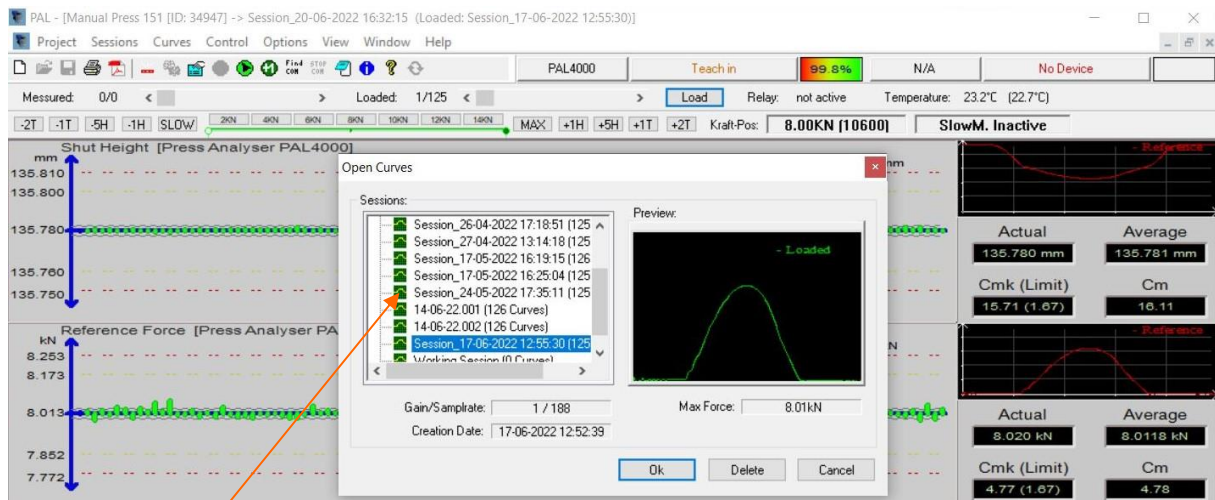 PAL - [Manual Press 151 [ID: 34947] -> Session_20-06-2022 16:32:15 (Loaded: Session_17-06-2022 12:55:30)]
Project Sessions Curves Control Options View Window Help
Find COM STOP COM PAL4000 Teach in 99.8% N/A No Device
Messured: 0/0 < > Loaded: 1/125 < > Load Relay: not active Temperature: 23.2°C (22.7°C)
-2T -1T -5H -1H SLOW 2KN 4KN 6KN 8KN 10KN 12KN 14KN MAX +1H +5H +1T +2T Kraft-Pos: 8.00KN [10600] SlowM. Inactive
Shut Height [Press Analyser PAL4000]
mm
135.810
135.800
135.780
135.760
135.750
Open Curves
Sessions:
Session_26-04-2022 17:18:51 (125
Session_27-04-2022 13:14:18 (125
Session_17-05-2022 16:19:15 (126
Session_17-05-2022 16:25:04 (125
Session_24-05-2022 17:35:11 (125
14-06-22.001 (126 Curves)
14-06-22.002 (126 Curves)
Session_17-06-2022 12:55:30 (125
Working Session (0 Curves)
Preview:
- Loaded
Gain/Samplrate: 1 / 188
Max Force: 8.01kN
Creation Date: 17-06-2022 12:52:39
Ok Delete Cancel
nm
- Reference
Actual Average
135.780 mm 135.781 mm
Cmk (Limit) Cm
15.71 (1.67) 16.11
Reference Force [Press Analyser PA
kN
8.253
8.173
8.013
7.852
7.772
N
- Reference
Actual Average
8.020 kN 8.0118 kN
Cmk (Limit) Cm
4.77 (1.67) 4.78